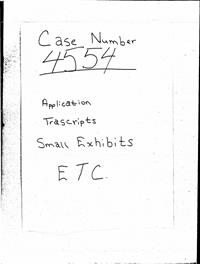 Case Number
4554
Application
Trascripts
Small Exhibits
ETC.